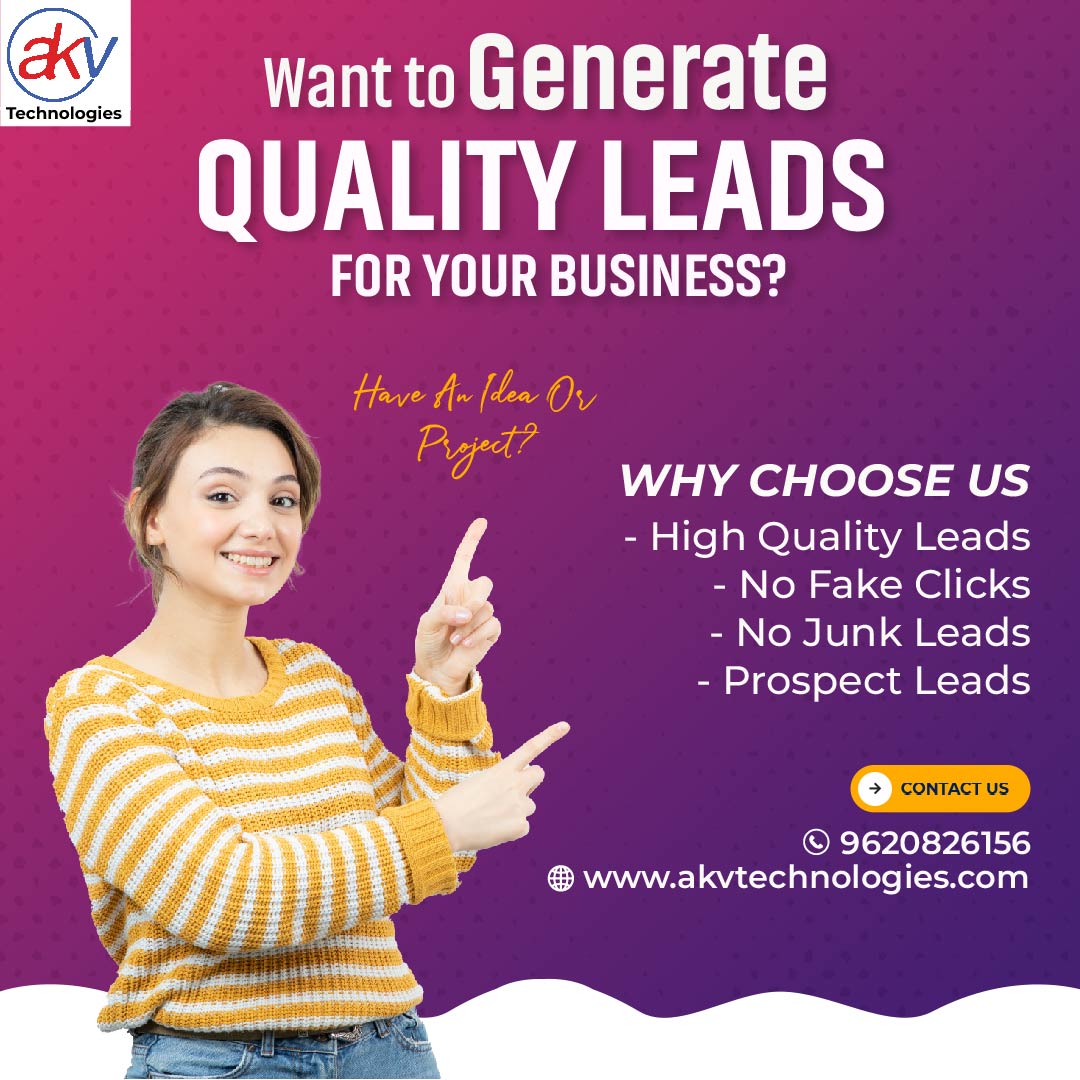 akv
Technologies
Want to Generate
QUALITY LEADS
FOR YOUR BUSINESS?
Have An Idea Or
Project?
WHY CHOOSE US
- High Quality Leads
- No Fake Clicks
- No Junk Leads
- Prospect Leads
CONTACT US
9620826156
www.akvtechnologies.com